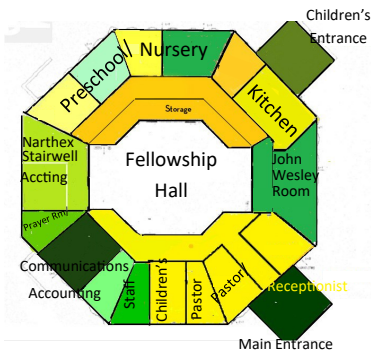 Children's
Entrance
Nursery
Preschool/
Kitchen
Storage
Narthex
Stairwell
Accting
Fellowship
Hall
John
Wesley
Room
Prayer Rm/
Communications
Accounting
Staff
Children's
Pastor
Pastor/
Receptionist
Main Entrance